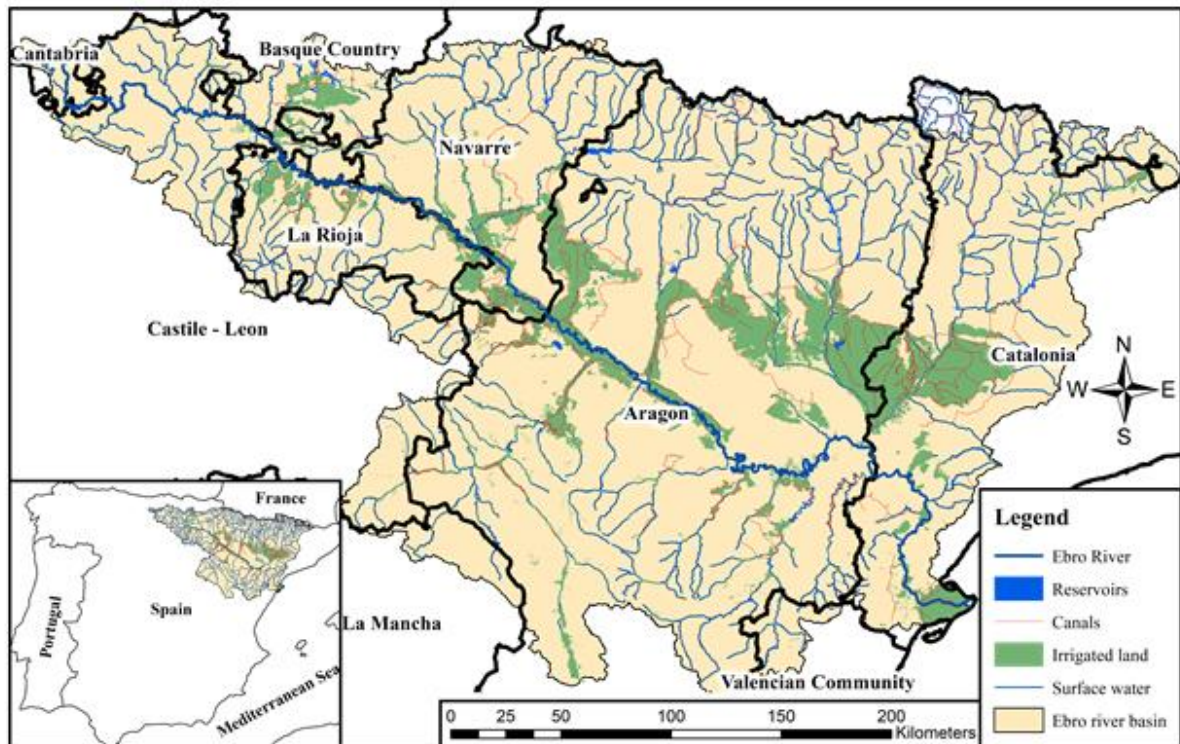 Cantabria
Basque Country
Navarre
La Rioja
Castile - Leon
Catalonia
Aragon
N
W E
S
La Mancha
Valencian Community
France
Spain
Portugal
Mediterranean Sea
Legend
Ebro River
Reservoirs
Canals
Irrigated land
Surface water
Ebro river basin
0 25 50 100 150 200
Kilometers